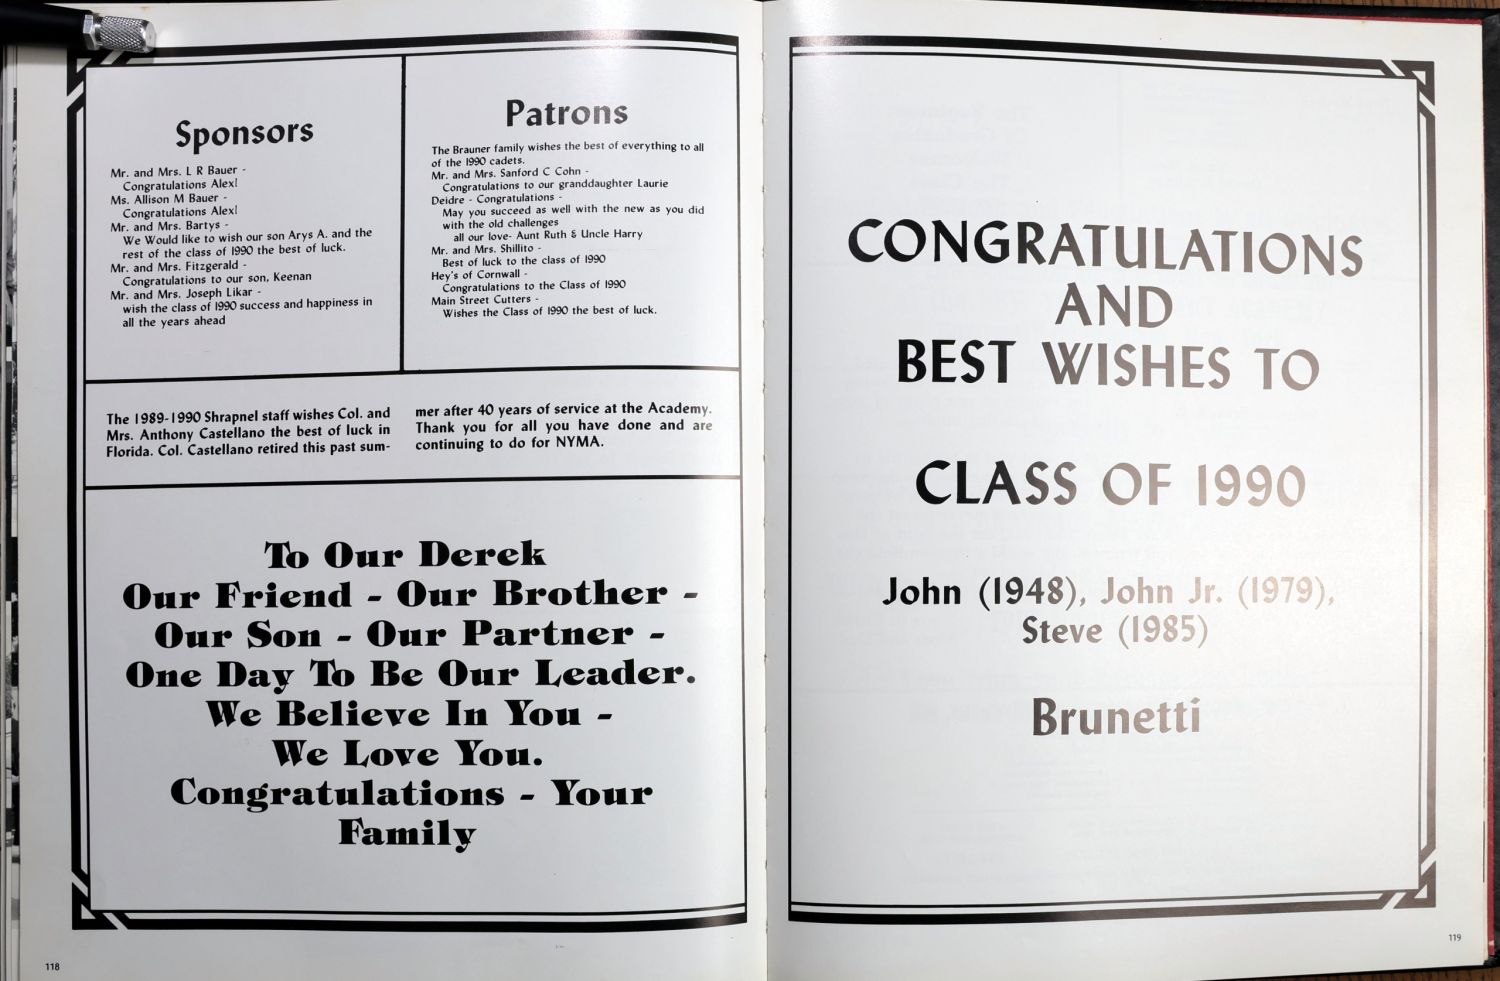 Sponsors
Mr. and Mrs. L R Bauer -
Congratulations Alex!
Ms. Allison M Bauer -
Congratulations Alex!
Mr. and Mrs. Bartys -
We Would like to wish our son Arys A. and the
rest of the class of 1990 the best of luck.
Mr. and Mrs. Fitzgerald -
Congratulations to our son, Keenan
Mr. and Mrs. Joseph Likar -
wish the class of 1990 success and happiness in
all the years ahead
Patrons
The Brauner family wishes the best of everything to all
of the 1990 cadets.
Mr. and Mrs. Sanford C Cohn -
Congratulations to our granddaughter Laurie
Deidre - Congratulations -
May you succeed as well with the new as you did
with the old challenges
all our love- Aunt Ruth & Uncle Harry
Mr. and Mrs. Shillito -
Best of luck to the class of 1990
Hey's of Cornwall -
Congratulations to the Class of 1990
Main Street Cutters -
Wishes the Class of 1990 the best of luck.
The 1989-1990 Shrapnel staff wishes Col. and
Mrs. Anthony Castellano the best of luck in
Florida. Col. Castellano retired this past sum-
mer after 40 years of service at the Academy.
Thank you for all you have done and are
continuing to do for NYMA.
To Our Derek
Our Friend - Our Brother -
Our Son - Our Partner -
One Day To Be Our Leader.
We Believe In You -
We Love You.
Congratulations - Your
Family
118
CONGRATULATIONS
AND
BEST WISHES TO
CLASS OF 1990
John (1948), John Jr. (1979),
Steve (1985)
Brunetti
119